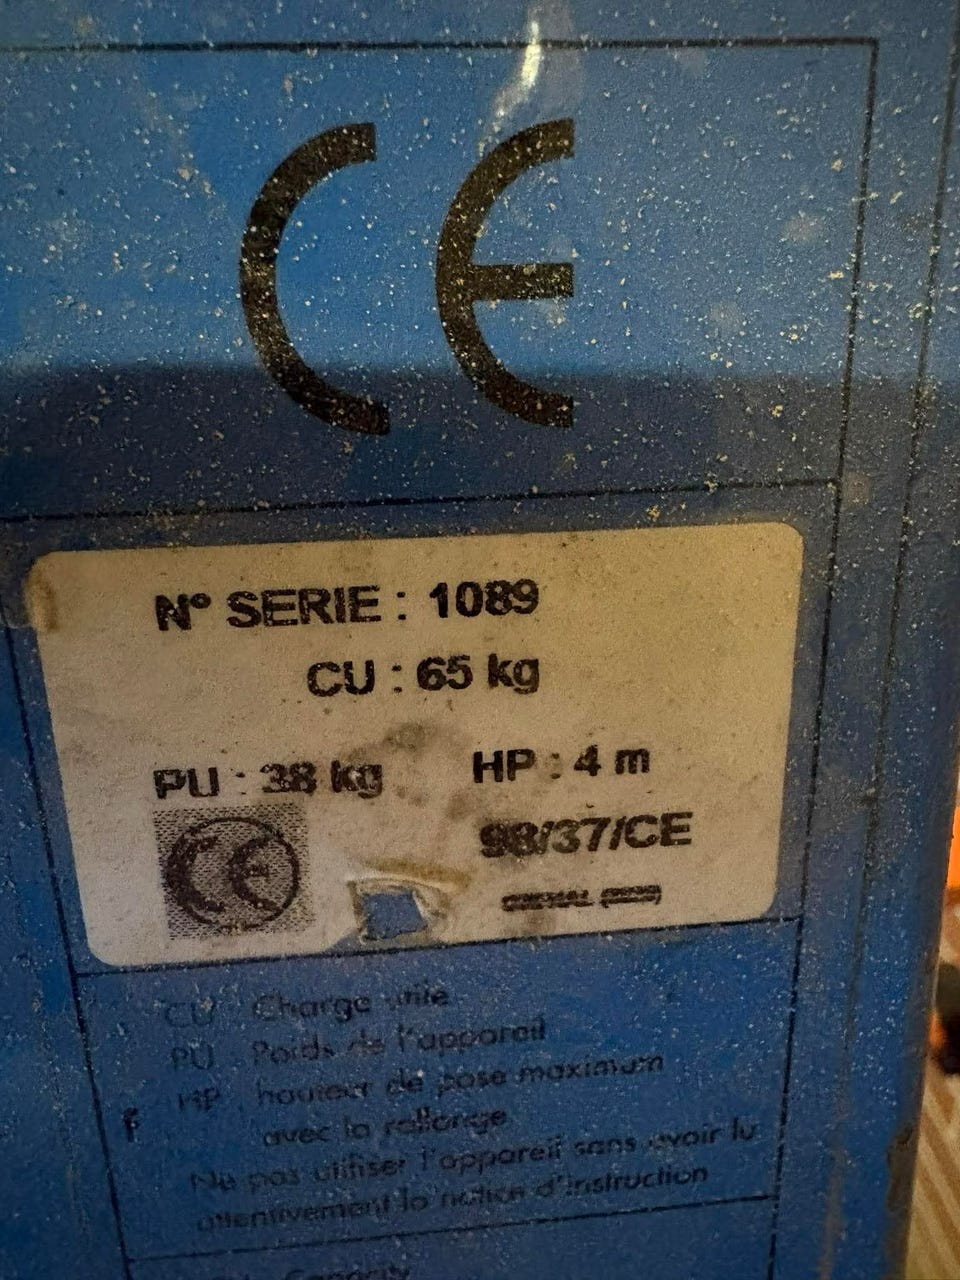 CE
N° SERIE : 1089
CU : 65 kg
PU : 38 kg HP : 4 m
98/37/CE
CE
CU Charge utile
PU Poids de l'appareil
HP hauteur de pose maximum
F
avec la rallonge
Ne pas utiliser l'appareil sans avoir lu
attentivement la notice d'instruction
Capacity